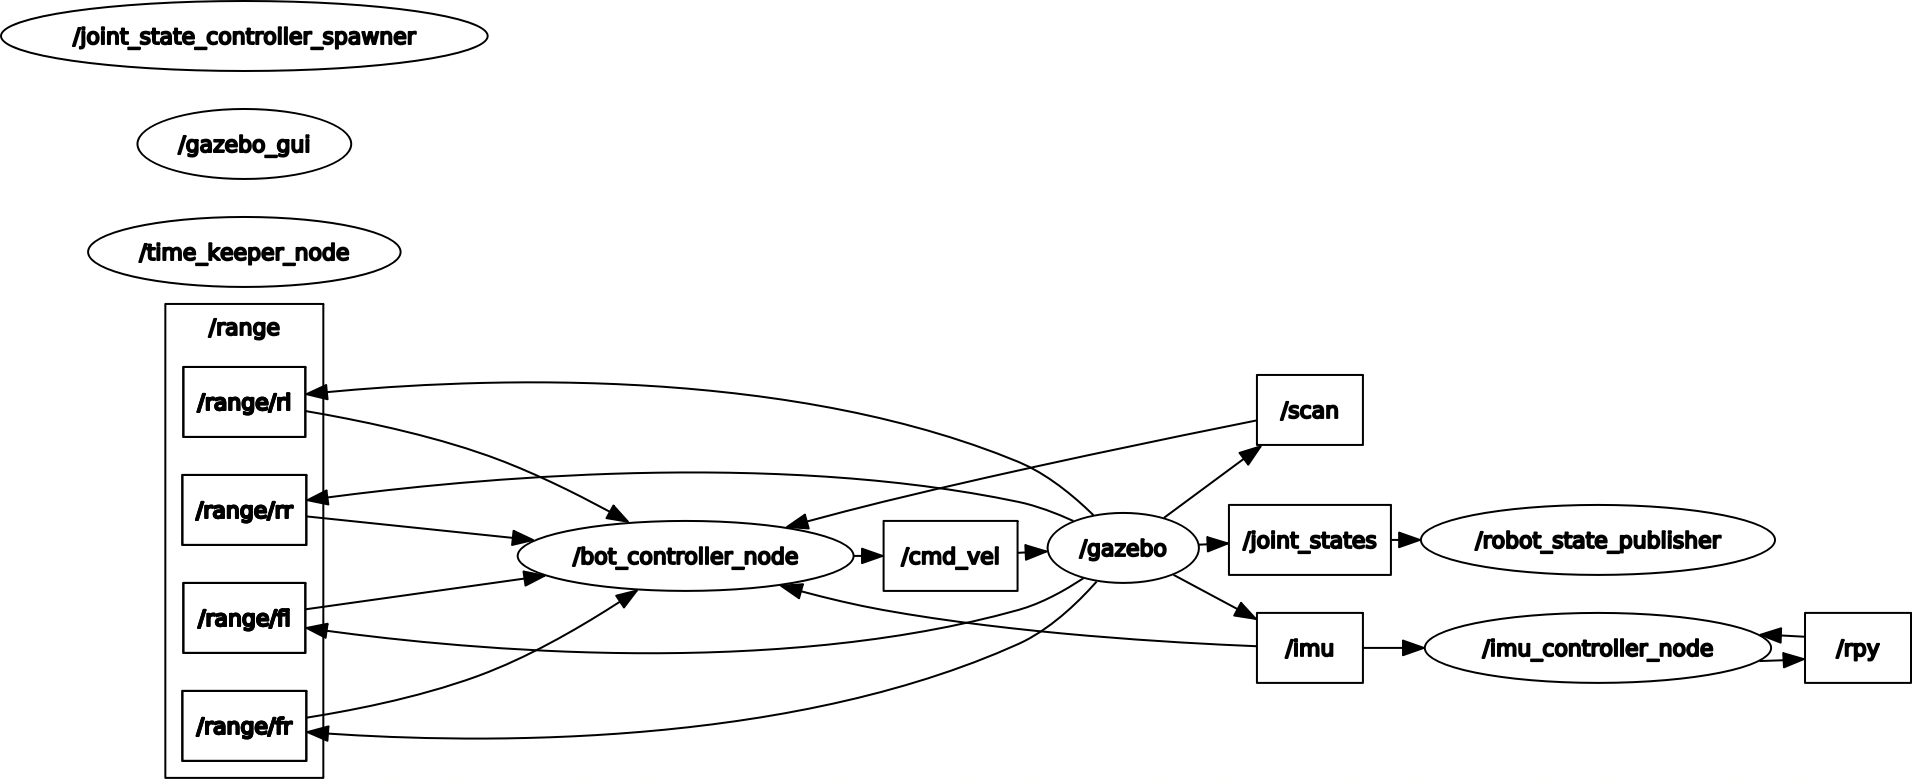 /joint_state_controller_spawner
/gazebo_gui
/time_keeper_node
/range
/range/rl
/range/rr
/range/fl
/range/fr
/bot_controller_node
/cmd_vel
/gazebo
/scan
/joint_states
/imu
/robot_state_publisher
/imu_controller_node
/rpy